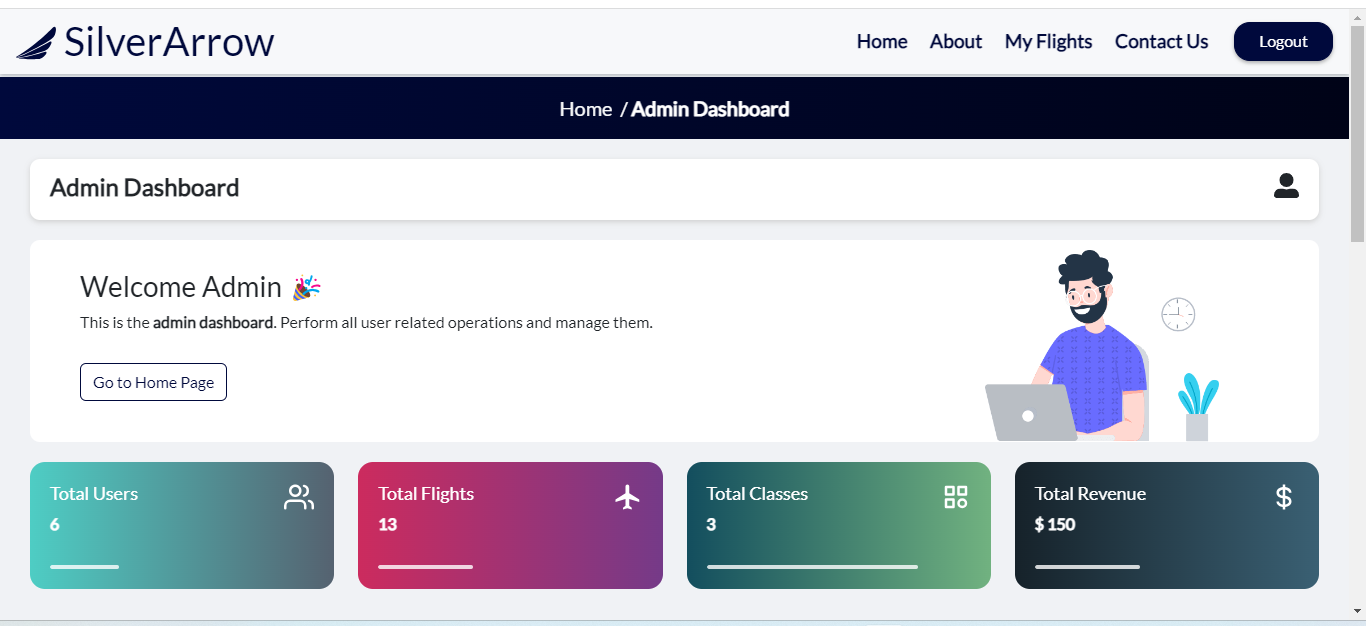 SilverArrow
Home About My Flights Contact Us Logout
Home / Admin Dashboard
Admin Dashboard
Welcome Admin 🎉
This is the admin dashboard. Perform all user related operations and manage them.
Go to Home Page
Total Users
6
Total Flights
13
Total Classes
3
Total Revenue
$ 150